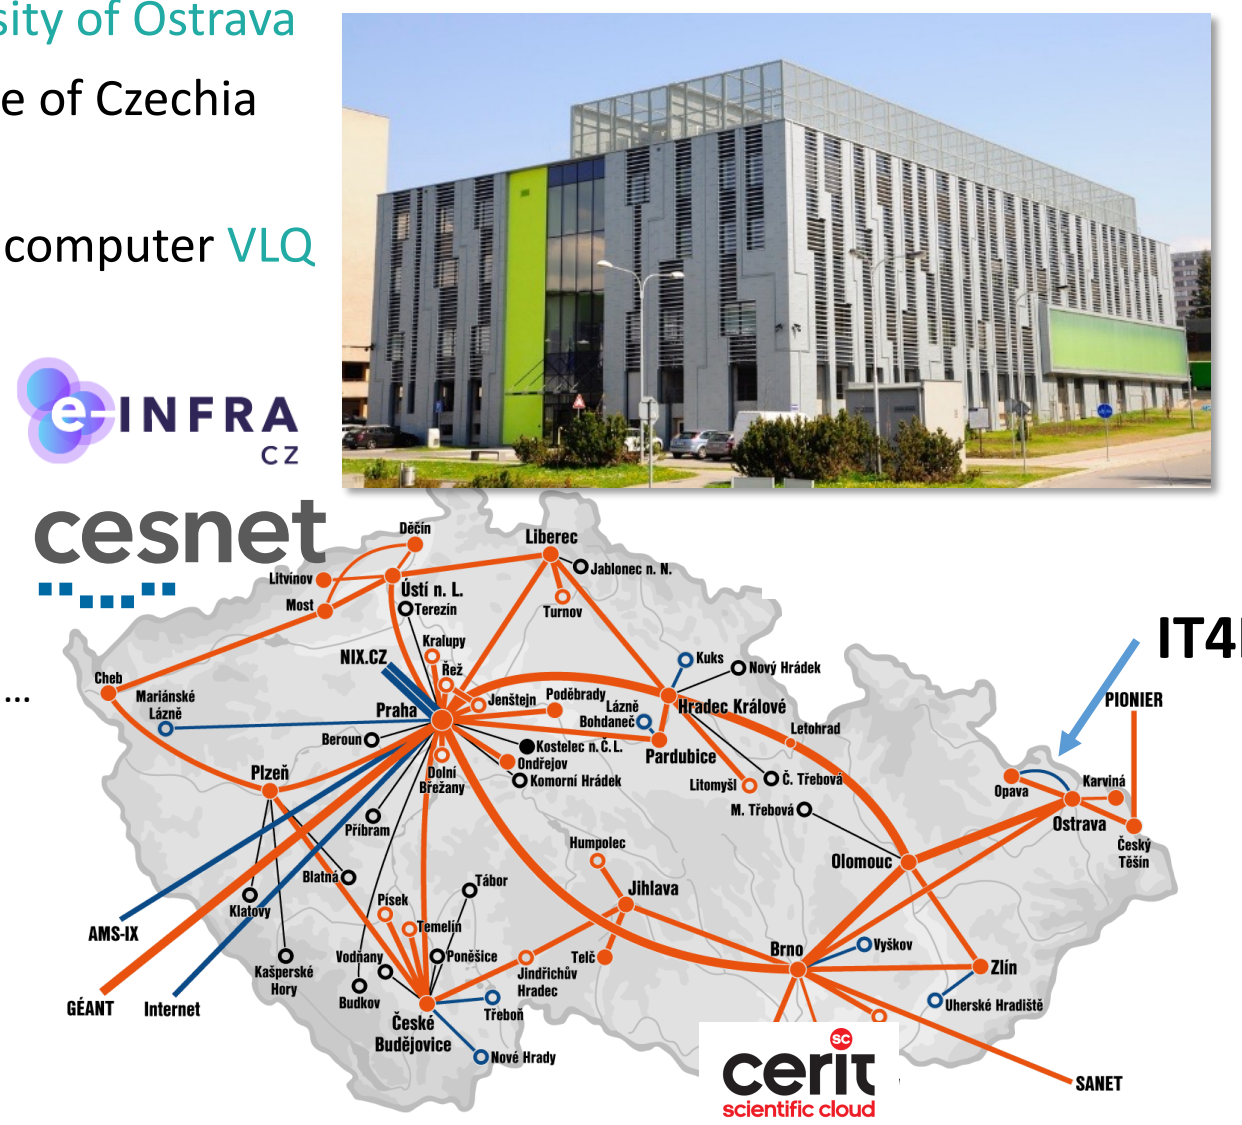 sity of Ostrava
e of Czechia
computer VLQ
e-INFRA
CZ
cesnet
...
IT4I
Děčín
Liberec
Jablonec n. N.
Litvínov
Ústí n. L.
Most
Terezín
Turnov
Kralupy
NIX.CZ
Řež
Kuks
Nový Hrádek
Cheb
Mariánské
Lázně
Praha
Jenštejn
Poděbrady
Lázně
Bohdaneč
Hradec Králové
PIONIER
Letohrad
Beroun
Kostelec n. Č. L.
Ondřejov
Pardubice
Plzeň
Dolní
Břežany
Komorní Hrádek
Litomyšl
Č. Třebová
Opava
Karviná
M. Třebová
Ostrava
Příbram
Český
Těšín
Humpolec
Olomouc
Blatná
Tábor
Jihlava
Klatovy
Písek
Temelín
AMS-IX
Vyškov
Brno
Kašperské
Hory
Vodňany
Poněšice
Telč
Zlín
Jindřichův
Hradec
Budkov
GÉANT
Internet
Třeboň
Uherské Hradiště
České
Budějovice
Nové Hrady
sc
cerit
scientific cloud
SANET